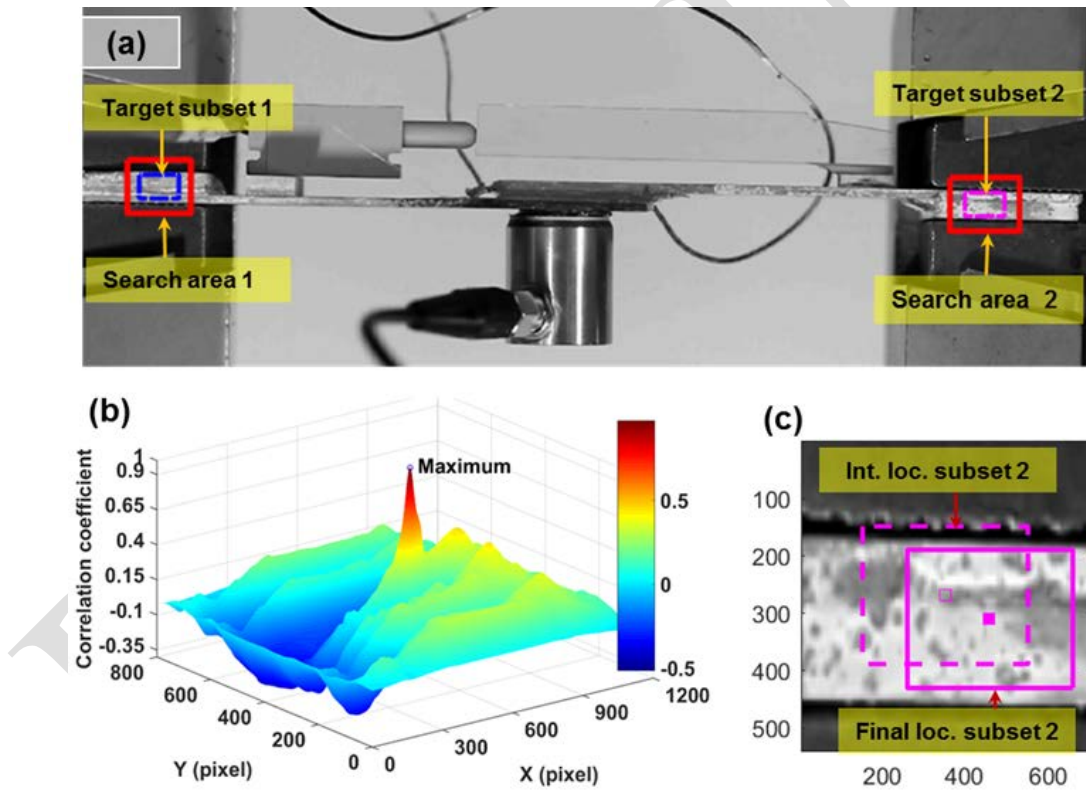 (a)
Target subset 1
Target subset 2
Search area 1
Search area 2
(b)
Correlation coefficient
1
0.9
0.65
0.4
0.15
-0.1
-0.35
Maximum
0.5
0
-0.5
800
600
400
200
0
Y (pixel)
0
300
600
900
1200
X (pixel)
(c)
Int. loc. subset 2
100
200
300
400
500
Final loc. subset 2
200
400
600